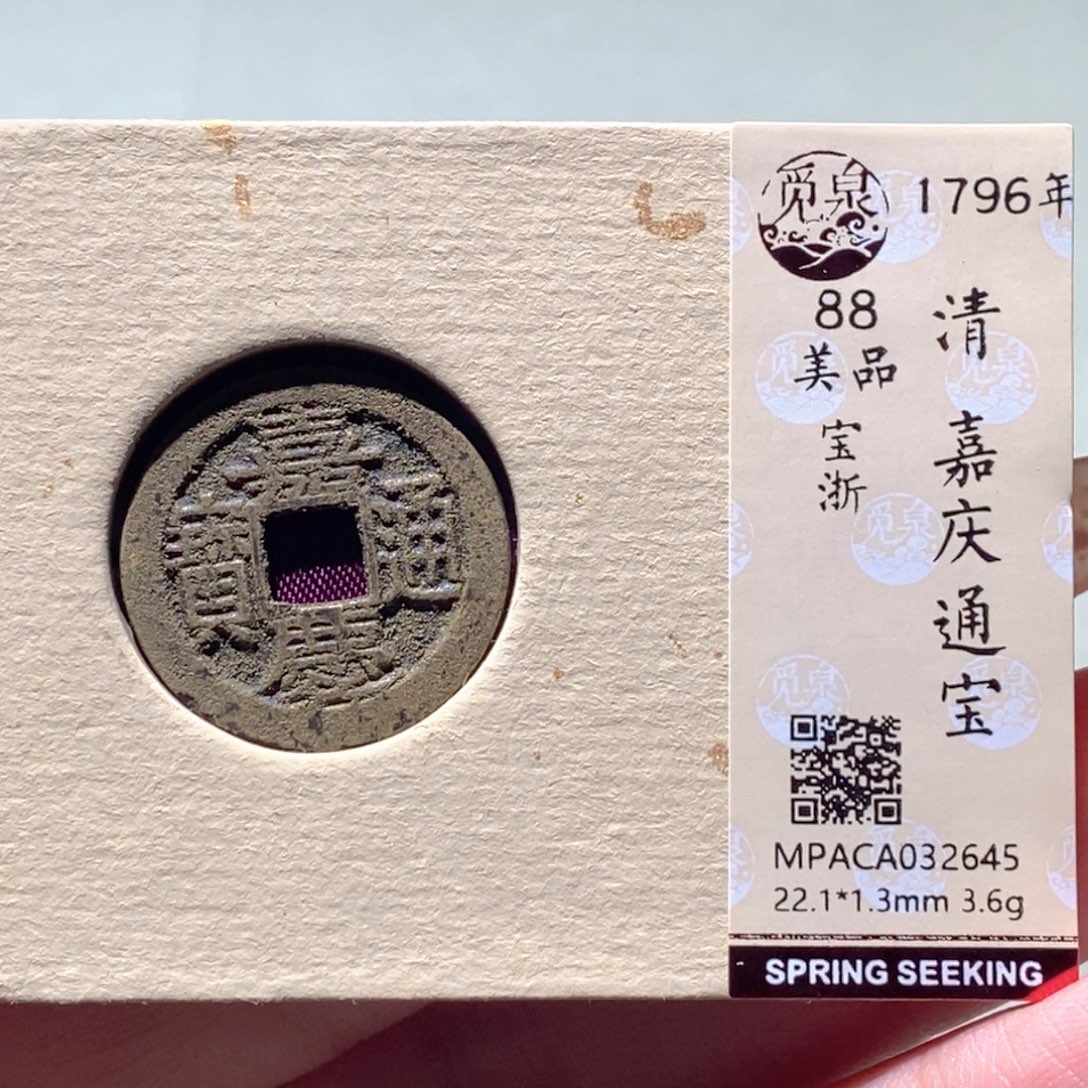 嘉慶通寶
觅泉
1796年
88
美品
宝浙
清 嘉庆通宝
MPACA032645
22.1*1.3mm 3.6g
SPRING SEEKING